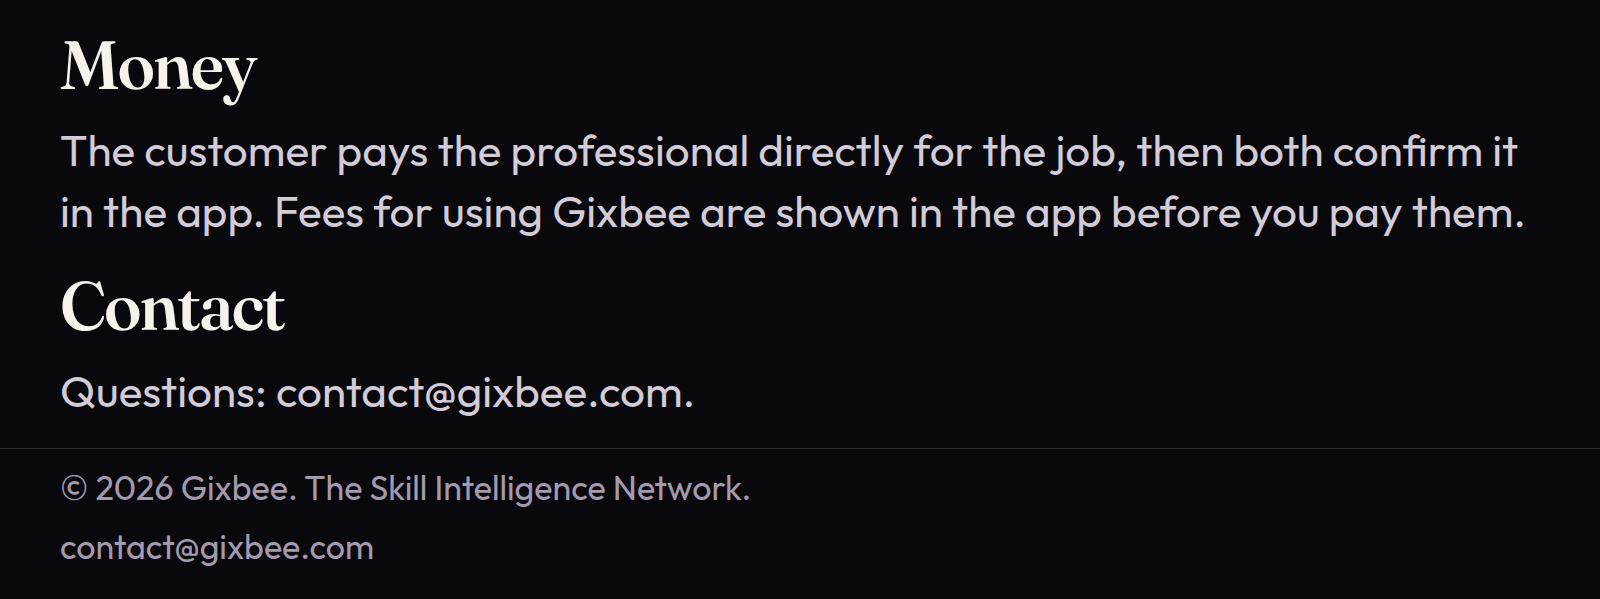 Money
The customer pays the professional directly for the job, then both confirm it
in the app. Fees for using Gixbee are shown in the app before you pay them.
Contact
Questions: contact@gixbee.com.
© 2026 Gixbee. The Skill Intelligence Network.
contact@gixbee.com